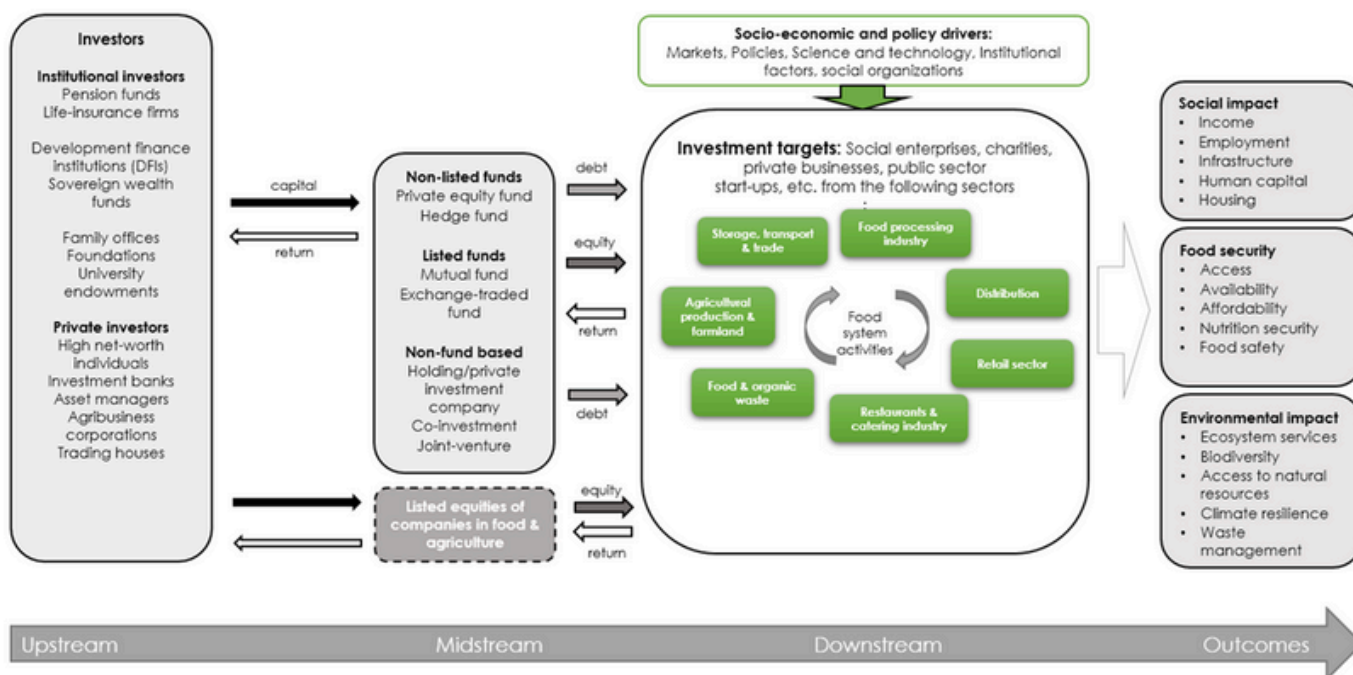 Investors
Institutional investors
Pension funds
Life-insurance firms
Development finance
institutions (DFIs)
Sovereign wealth
funds
Family offices
Foundations
University
endowments
Private investors
High net-worth
individuals
Investment banks
Asset managers
Agribusiness
corporations
Trading houses
capital
return
Non-listed funds
Private equity fund
Hedge fund
Listed funds
Mutual fund
Exchange-traded
fund
Non-fund based
Holding/private
investment
company
Co-investment
Joint-venture
Listed equities of
companies in food &
agriculture
debt
equity
return
debt
equity
return
Socio-economic and policy drivers:
Markets, Policies, Science and technology, Institutional
factors, social organizations
Investment targets: Social enterprises, charities,
private businesses, public sector
start-ups, etc. from the following sectors
:
Storage, transport
& trade
Food processing
industry
Agricultural
production &
farmland
Distribution
Food
system
activities
Retail sector
Food & organic
waste
Restaurants &
catering industry
Social impact
• Income
• Employment
• Infrastructure
• Human capital
• Housing
Food security
• Access
• Availability
• Affordability
• Nutrition security
• Food safety
Environmental impact
• Ecosystem services
• Biodiversity
• Access to natural
resources
• Climate resilience
• Waste
management
Upstream
Midstream
Downstream
Outcomes